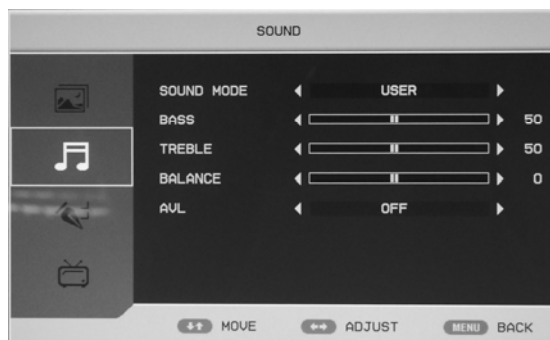 SOUND
SOUND MODE USER
BASS 50
TREBLE 50
BALANCE 0
AVL OFF
MOVE ADJUST MENU BACK